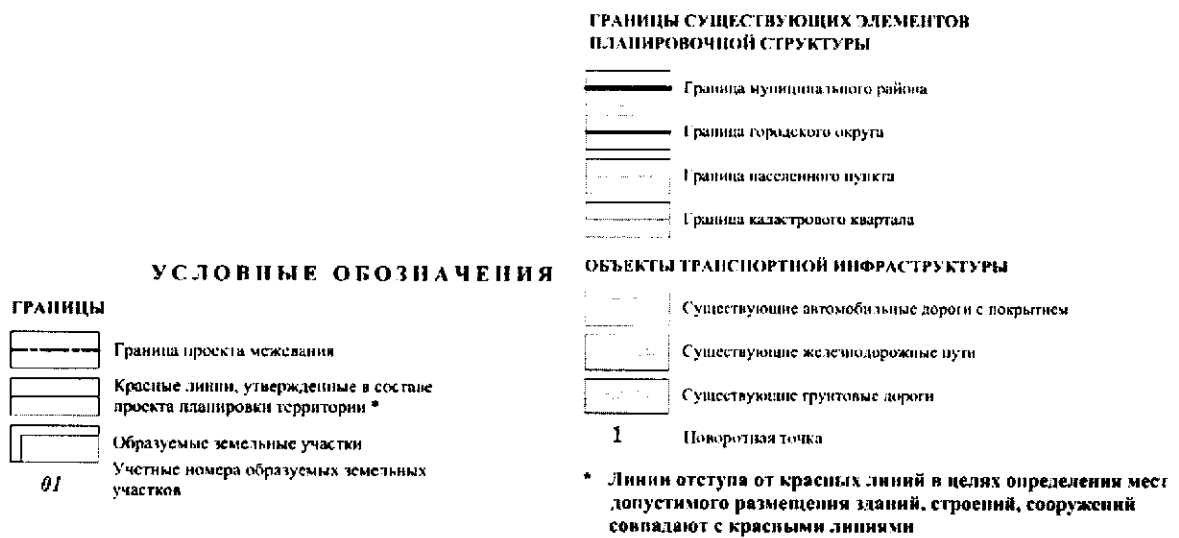 УСЛОВНЫЕ ОБОЗНАЧЕНИЯ
ГРАНИЦЫ
Граница проекта межевания
Красные линии, утвержденные в составе
проекта планировки территории *
Образуемые земельные участки
01
Учетные номера образуемых земельных
участков
ГРАНИЦЫ СУЩЕСТВУЮЩИХ ЭЛЕМЕНТОВ
ПЛАНИРОВОЧНОЙ СТРУКТУРЫ
Граница муниципального района
Граница городского округа
Граница населенного пункта
Граница кадастрового квартала
ОБЪЕКТЫ ТРАНСПОРТНОЙ ИНФРАСТРУКТУРЫ
Существующие автомобильные дороги с покрытием
Существующие железнодорожные пути
Существующие грунтовые дороги
1 Поворотная точка
* Линии отступа от красных линий в целях определения мест
допустимого размещения зданий, строений, сооружений
совпадают с красными линиями